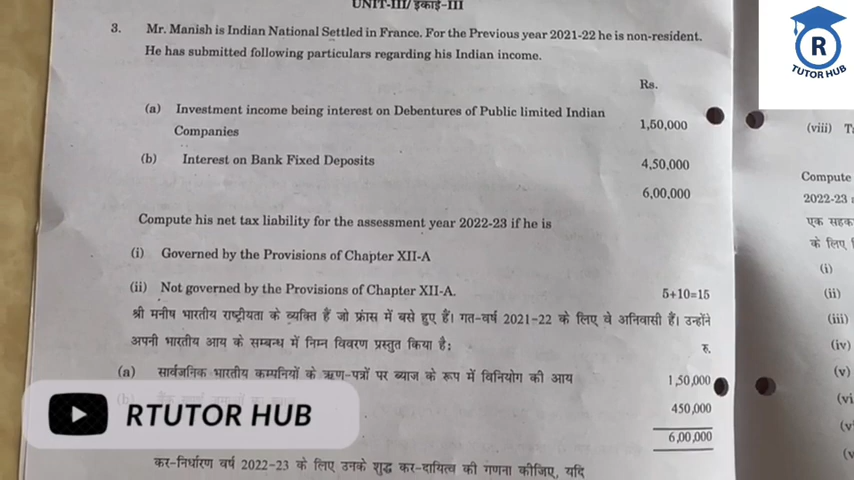 UNIT-III/इकाई-III
3. Mr. Manish is Indian National Settled in France. For the Previous year 2021-22 he is non-resident.
He has submitted following particulars regarding his Indian income.
Rs.
(a) Investment income being interest on Debentures of Public limited Indian
Companies 1,50,000
(b) Interest on Bank Fixed Deposits 4,50,000
6,00,000
Compute his net tax liability for the assessment year 2022-23 if he is
(i) Governed by the Provisions of Chapter XII-A
(ii) Not governed by the Provisions of Chapter XII-A. 5+10=15
श्री मनीष भारतीय राष्ट्रीयता के व्यक्ति हैं जो फ्रांस में बसे हुए हैं। गत-वर्ष 2021-22 के लिए वे अनिवासी हैं। उन्होंने
अपनी भारतीय आय के सम्बन्ध में निम्न विवरण प्रस्तुत किया है;
रु.
(a) सार्वजनिक भारतीय कम्पनियों के ऋण-पत्रों पर ब्याज के रूप में विनियोग की आय 1,50,000
(b)
450,000
6,00,000
कर-निर्धारण वर्ष 2022-23 के लिए उनके शुद्ध कर-दायित्व की गणना कीजिए, यदि
R
TUTOR HUB
RTUTOR HUB
(viii)
Compute
2022-23
एक सहक
के लिए
(i)
(ii)
(iii)
(iv)
(v)
(vi
(v
(v